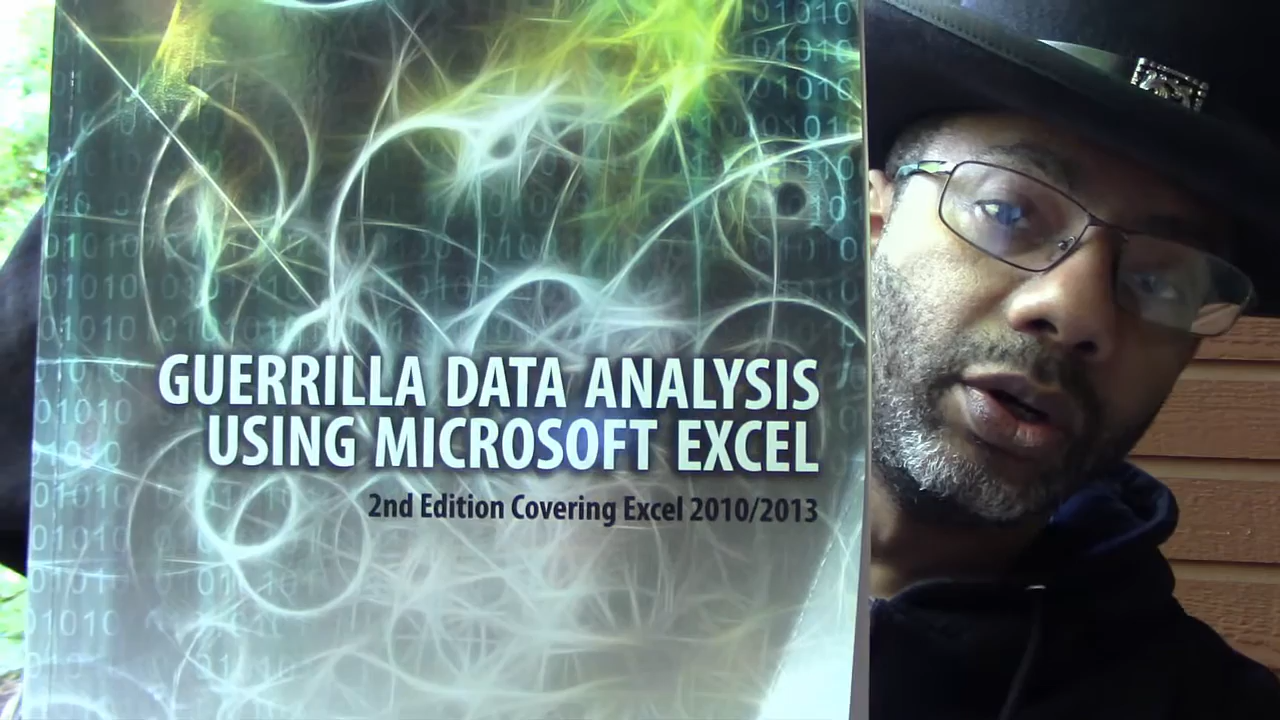 GUERRILLA DATA ANALYSIS
USING MICROSOFT EXCEL
2nd Edition Covering Excel 2010/2013